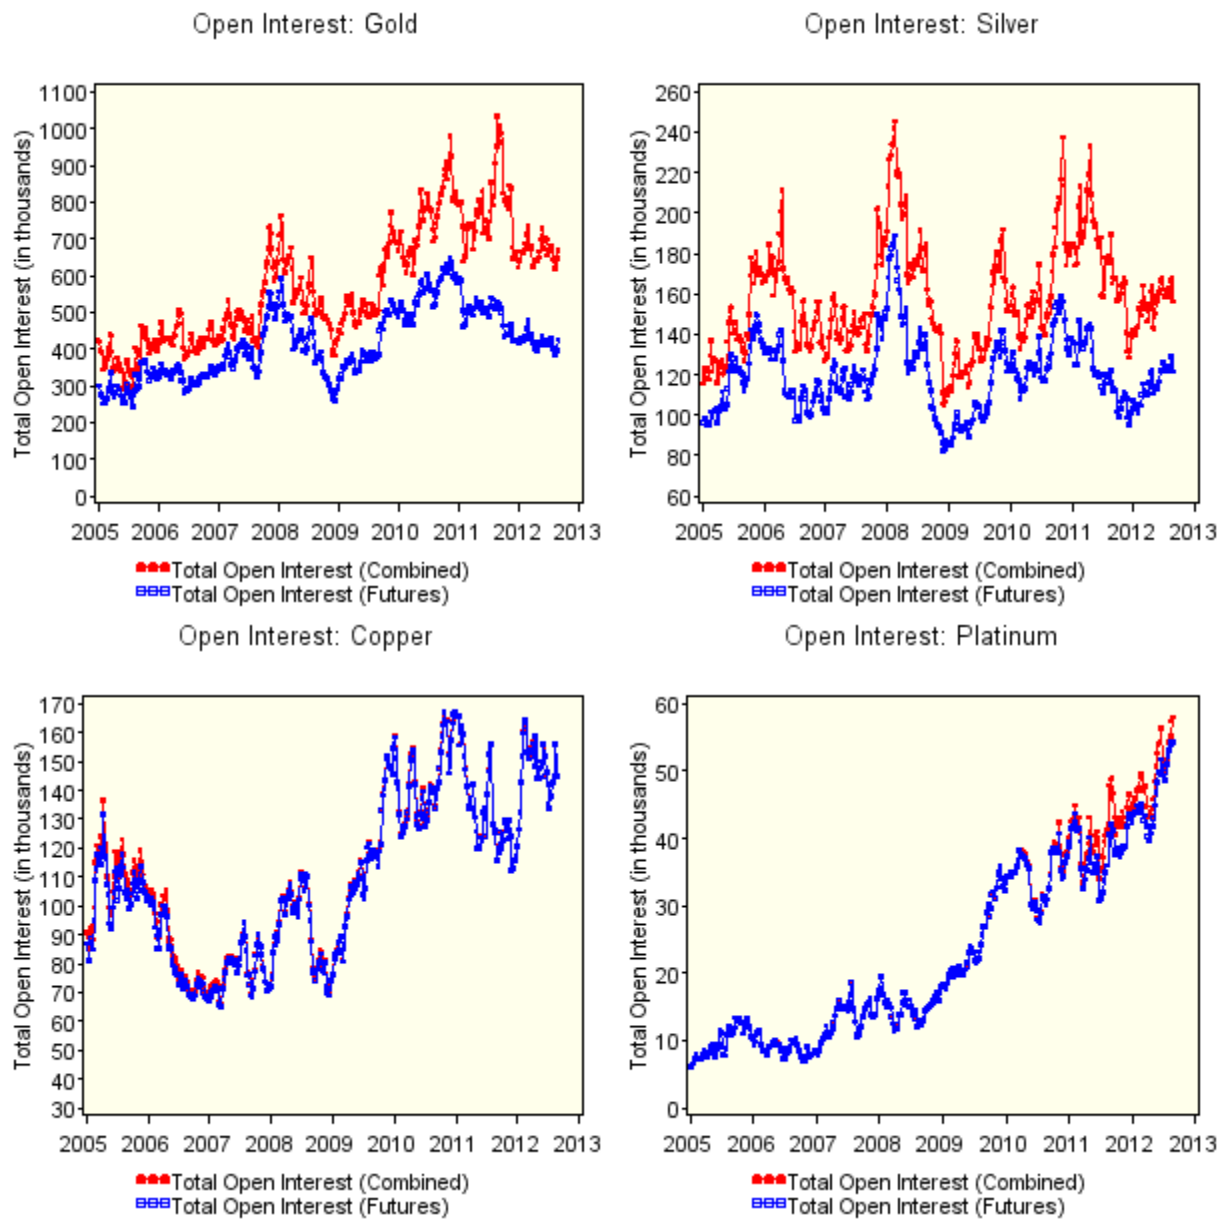 Open Interest: Gold
Total Open Interest (in thousands)
1100
1000
900
800
700
600
500
400
300
200
100
0
2005 2006 2007 2008 2009 2010 2011 2012 2013
Total Open Interest (Combined)
Total Open Interest (Futures)
Open Interest: Silver
Total Open Interest (in thousands)
260
240
220
200
180
160
140
120
100
80
60
2005 2006 2007 2008 2009 2010 2011 2012 2013
Total Open Interest (Combined)
Total Open Interest (Futures)
Open Interest: Copper
Total Open Interest (in thousands)
170
160
150
140
130
120
110
100
90
80
70
60
50
40
30
2005 2006 2007 2008 2009 2010 2011 2012 2013
Total Open Interest (Combined)
Total Open Interest (Futures)
Open Interest: Platinum
Total Open Interest (in thousands)
60
50
40
30
20
10
0
2005 2006 2007 2008 2009 2010 2011 2012 2013
Total Open Interest (Combined)
Total Open Interest (Futures)